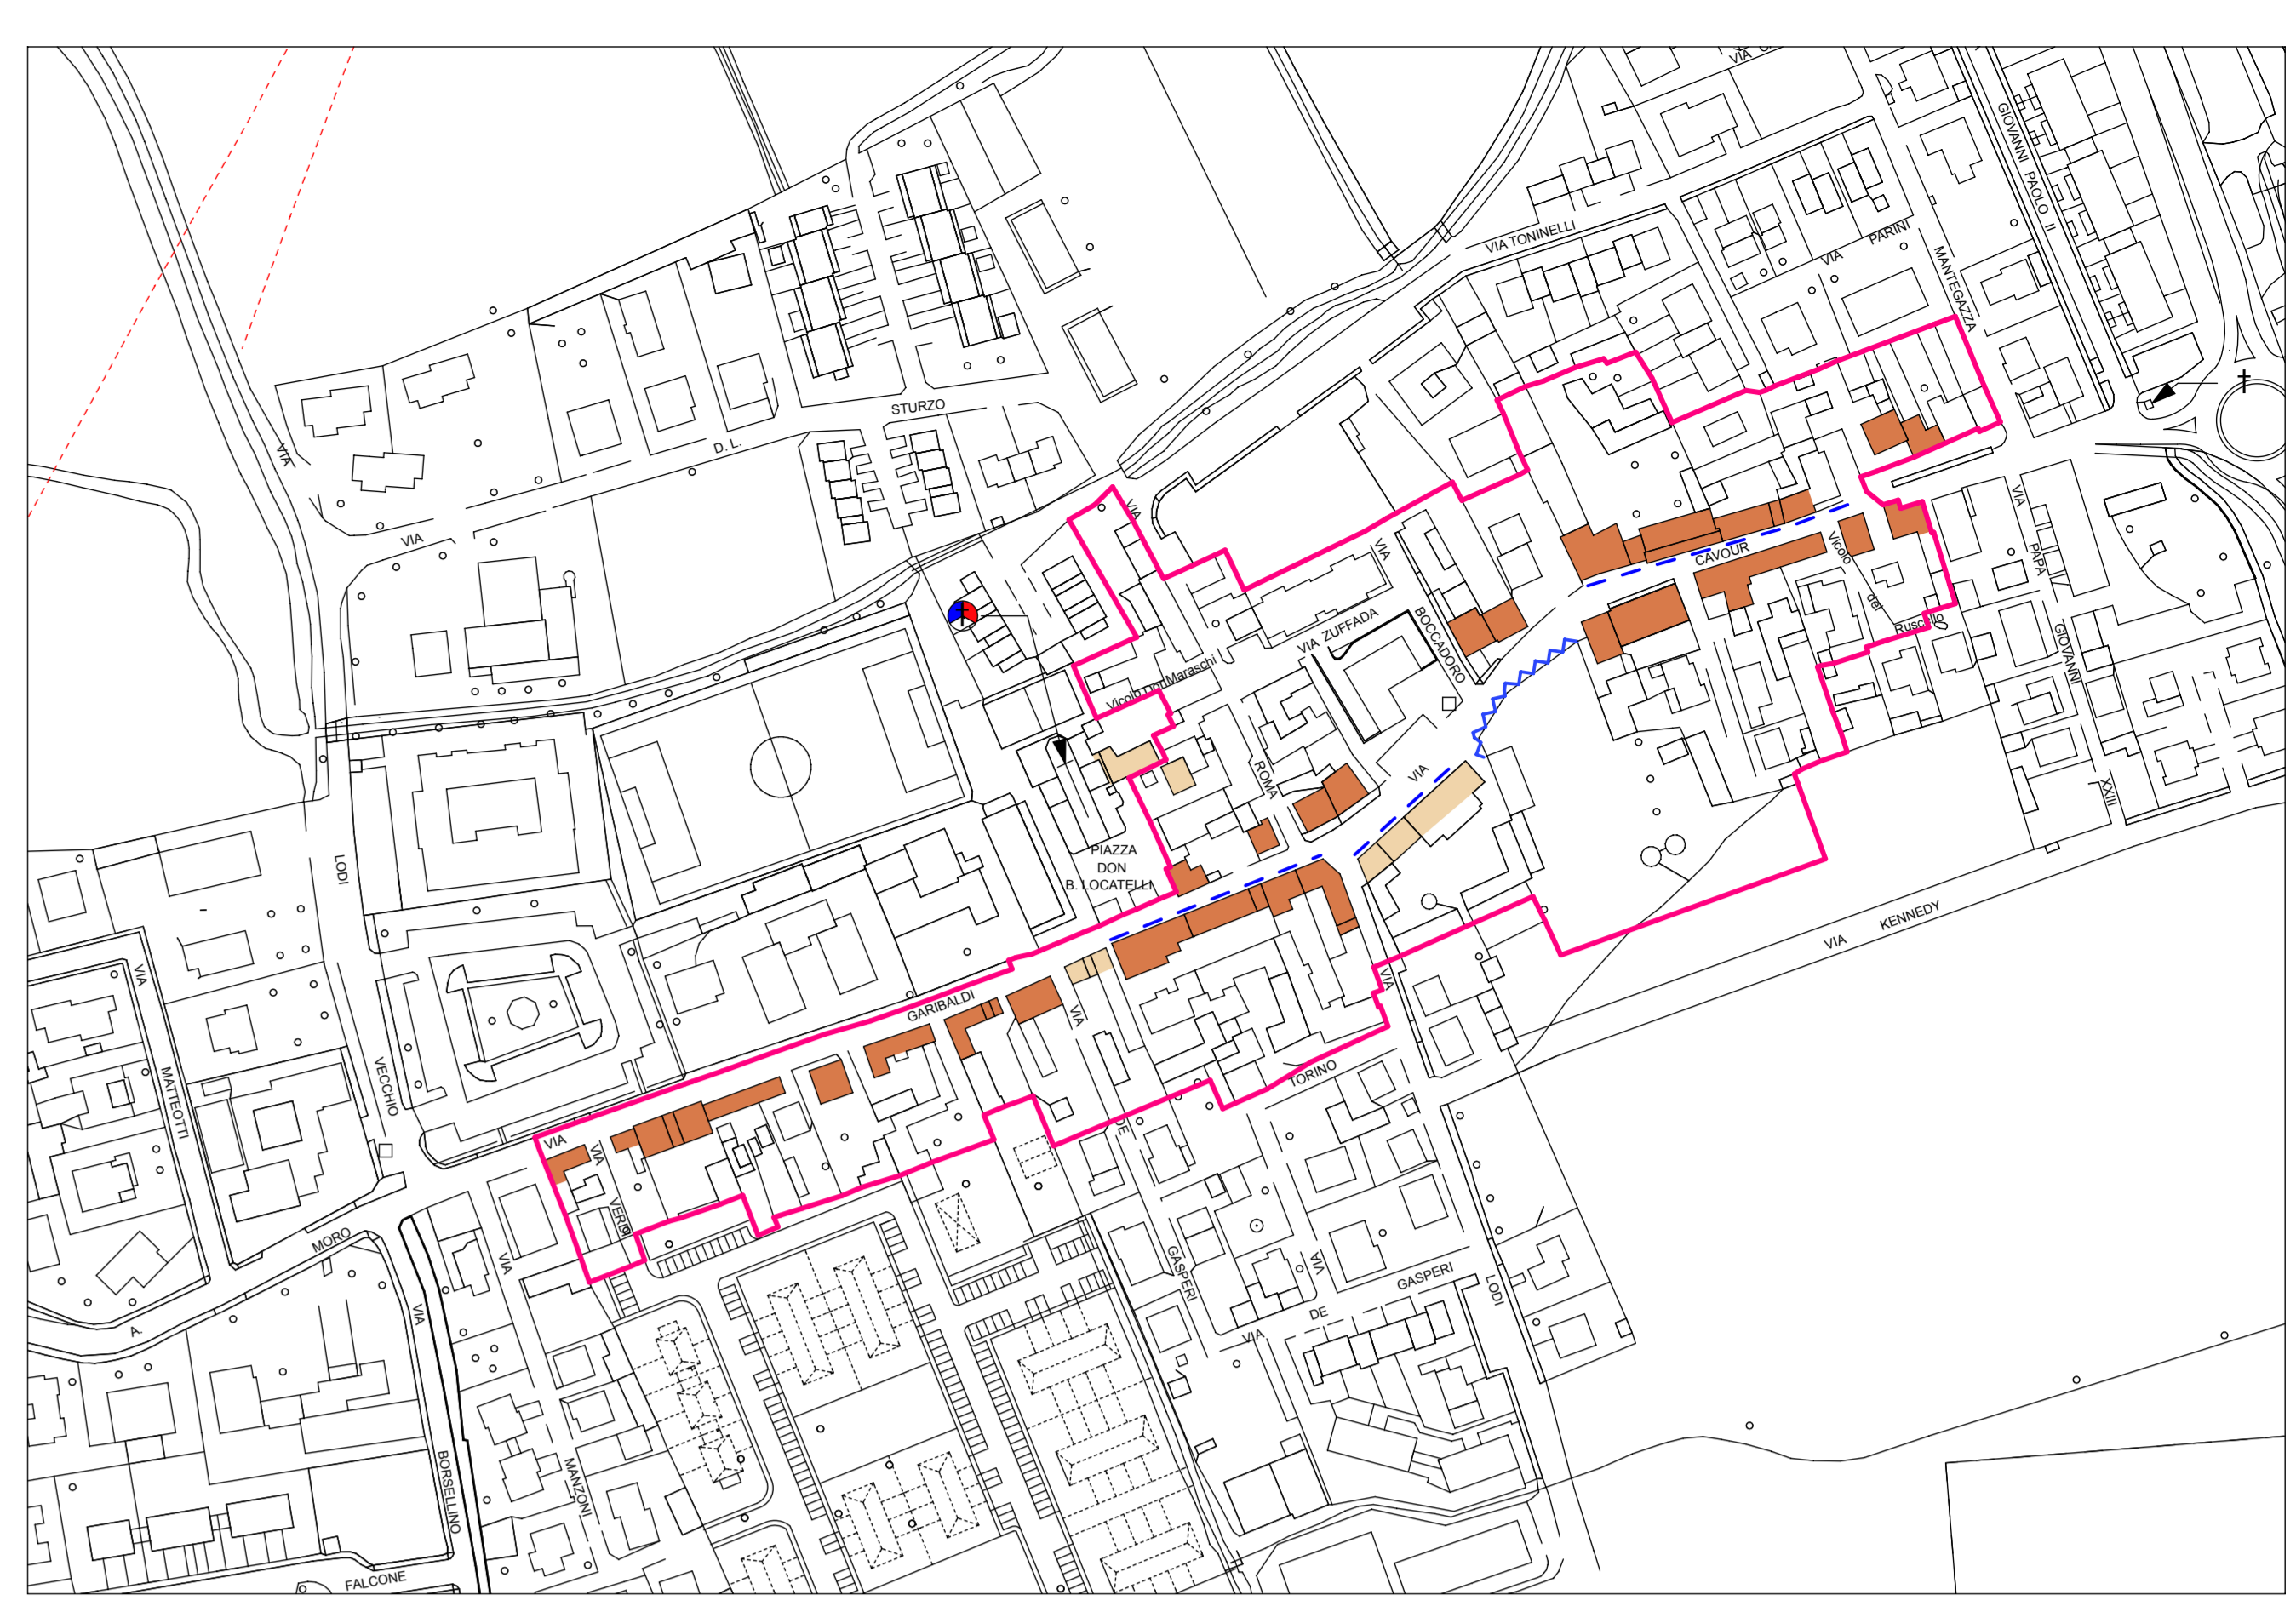 GIOVANNI PAOLO II
VIA TONINELLI
VIA PARINI
MANTEGAZZA
STURZO
VIA
D. L.
VIA
VIA
VIA
VIA
PAPA
GIOVANNI
XXIII
CAVOUR
Vicolo
del
Ruscello
VIA ZUFFADA
BOCCADORO
Vicolo Don Maraschi
ROMA
VIA
PIAZZA
DON
B. LOCATELLI
LODI
VECCHIO
VIA
MATTEOTTI
GARIBALDI
VIA
VIA
VIA KENNEDY
TORINO
DE
VIA
VIA
VERDI
MORO
A.
VIA
VIA
GASPERI
VIA
GASPERI
DE
VIA
LODI
BORSELLINO
MANZONI
FALCONE